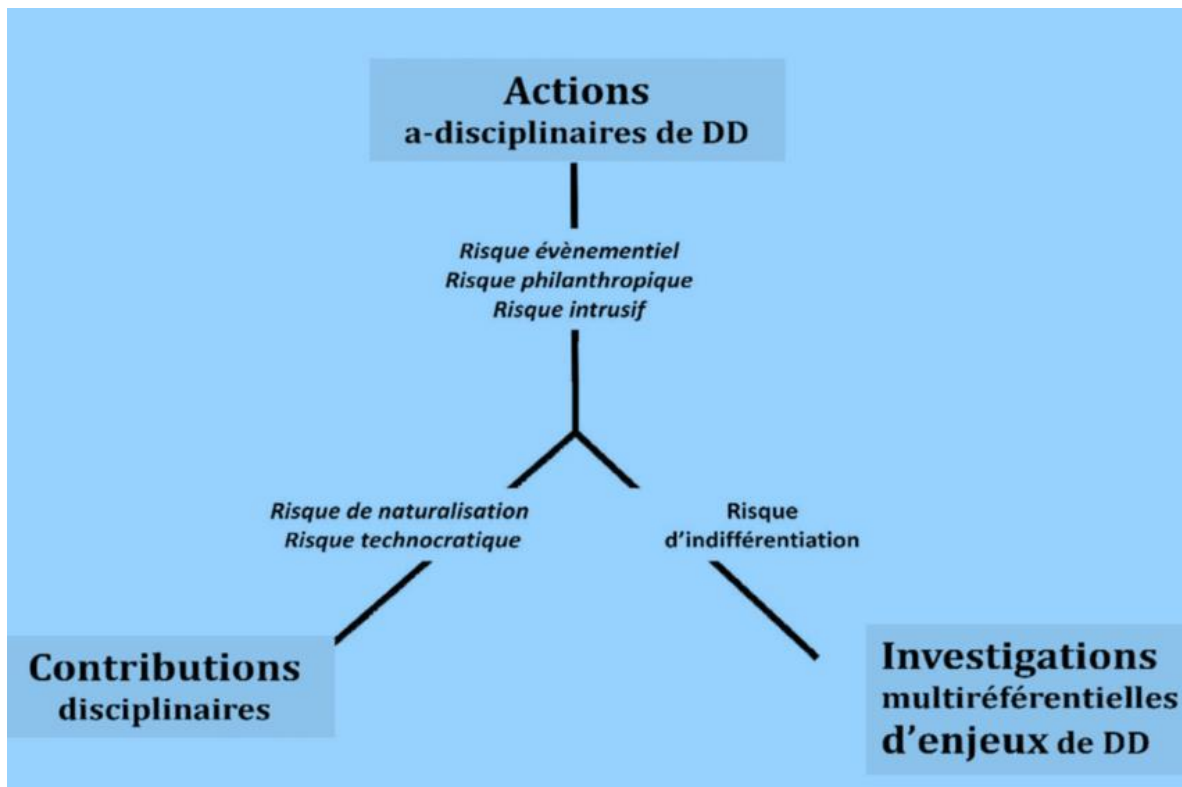 Actions
a-disciplinaires de DD
Risque évènementiel
Risque philanthropique
Risque intrusif
Risque de naturalisation
Risque technocratique
Risque
d'indifférentiation
Contributions
disciplinaires
Investigations
multiréférentielles
d'enjeux de DD